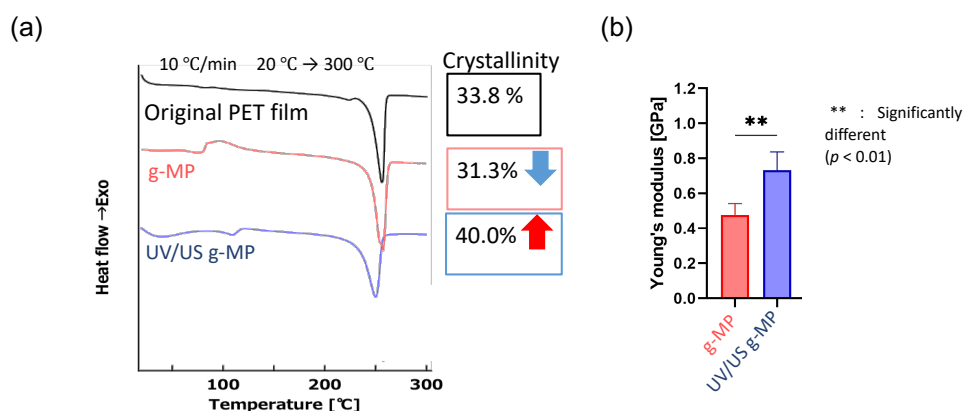 (a)
10 ℃/min 20 ℃ → 300 ℃
Crystallinity
Original PET film
33.8 %
g-MP
31.3%
UV/US g-MP
40.0%
Heat flow →Exo
100
200
300
Temperature [℃]
(b)
1.2
1.0
0.8
0.6
0.4
0.2
0.0
Young's modulus [GPa]
**
g-MP
UV/US g-MP
** : Significantly
different
(p < 0.01)